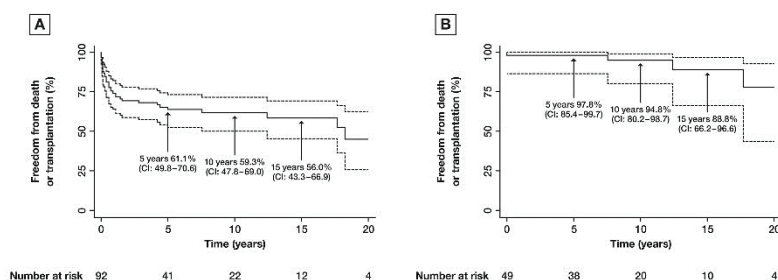 A
Freedom from death
or transplantation (%)
100
75
50
25
0
5 years 61.1%
(CI: 49.8–70.6)
10 years 59.3%
(CI: 47.8–69.0)
15 years 56.0%
(CI: 43.3–66.9)
0 5 10 15 20
Time (years)
Number at risk 92 41 22 12 4
B
Freedom from death
or transplantation (%)
100
75
50
25
0
5 years 97.8%
(CI: 85.4–99.7)
10 years 94.8%
(CI: 80.2–98.7)
15 years 88.8%
(CI: 66.2–96.6)
0 5 10 15 20
Time (years)
Number at risk 49 38 20 10 4